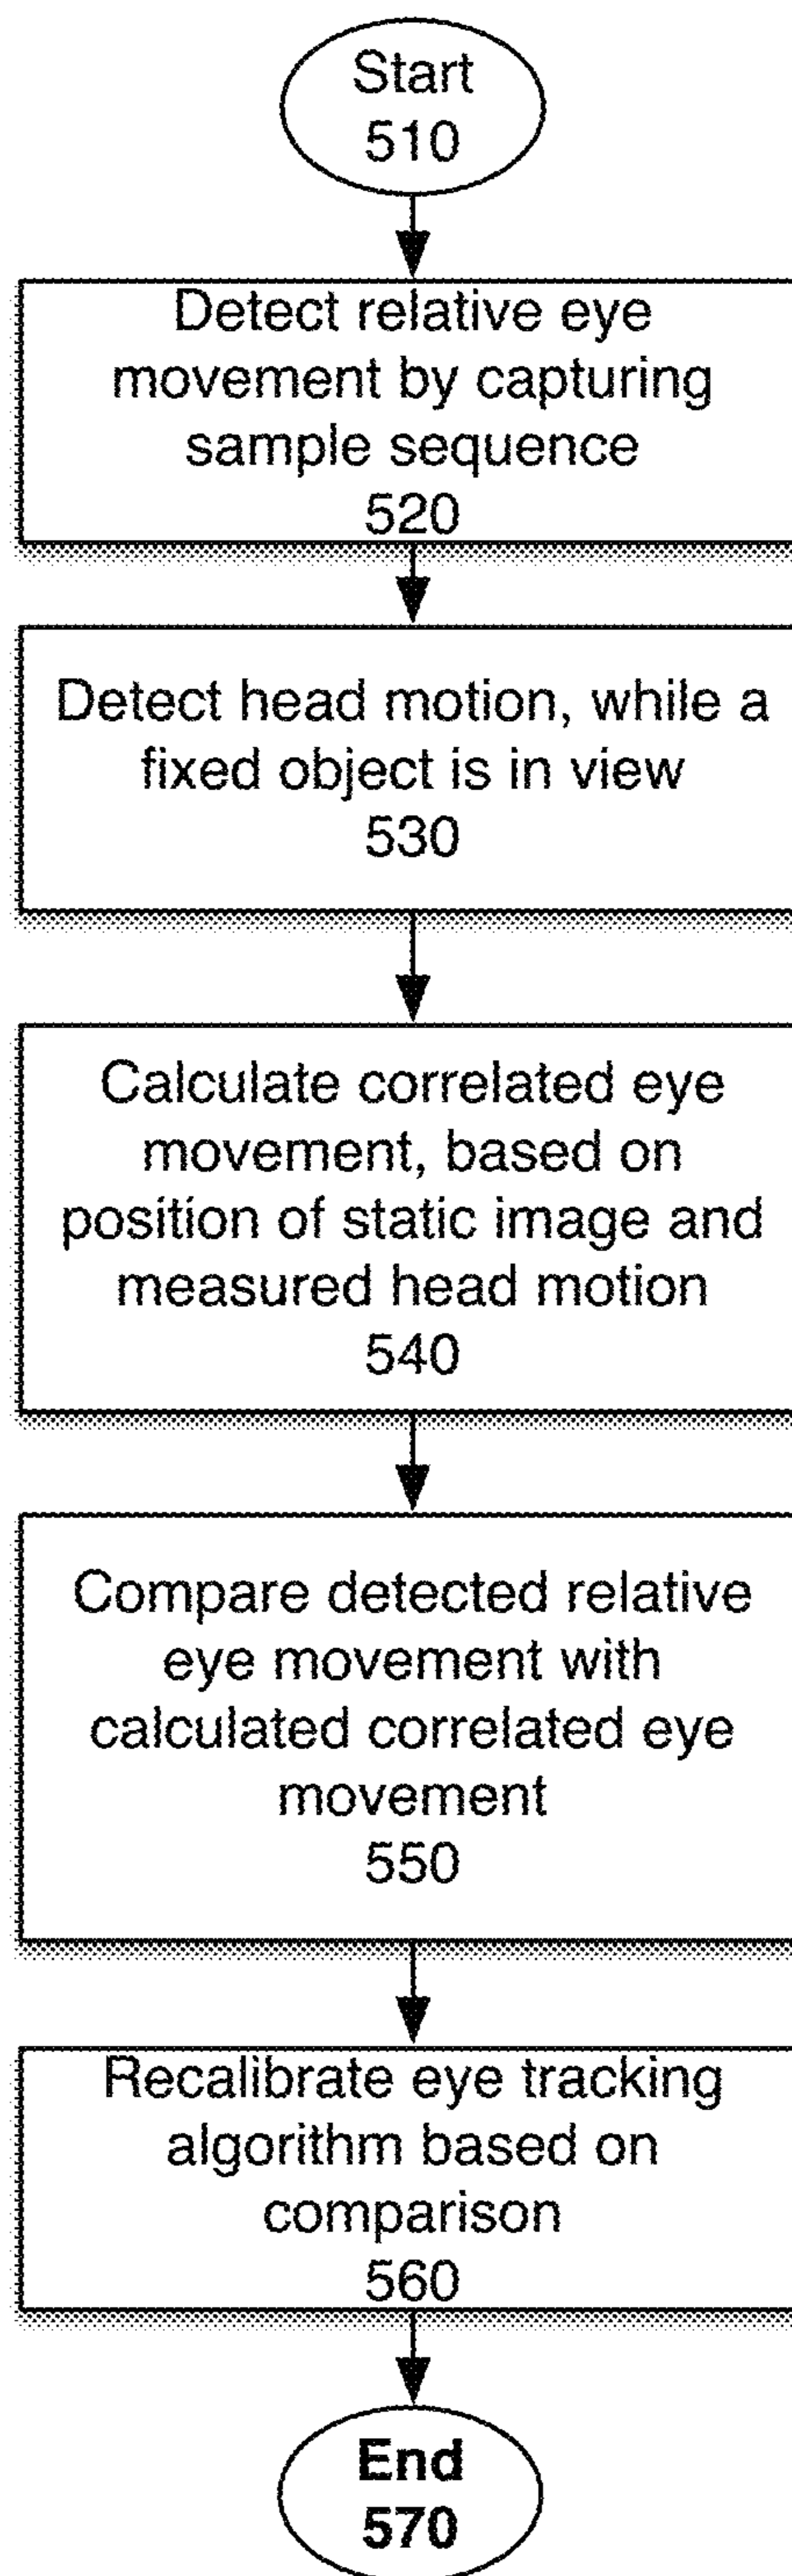 Start
510
Detect relative eye
movement by capturing
sample sequence
520
Detect head motion, while a
fixed object is in view
530
Calculate correlated eye
movement, based on
position of static image and
measured head motion
540
Compare detected relative
eye movement with
calculated correlated eye
movement
550
Recalibrate eye tracking
algorithm based on
comparison
560
End
570